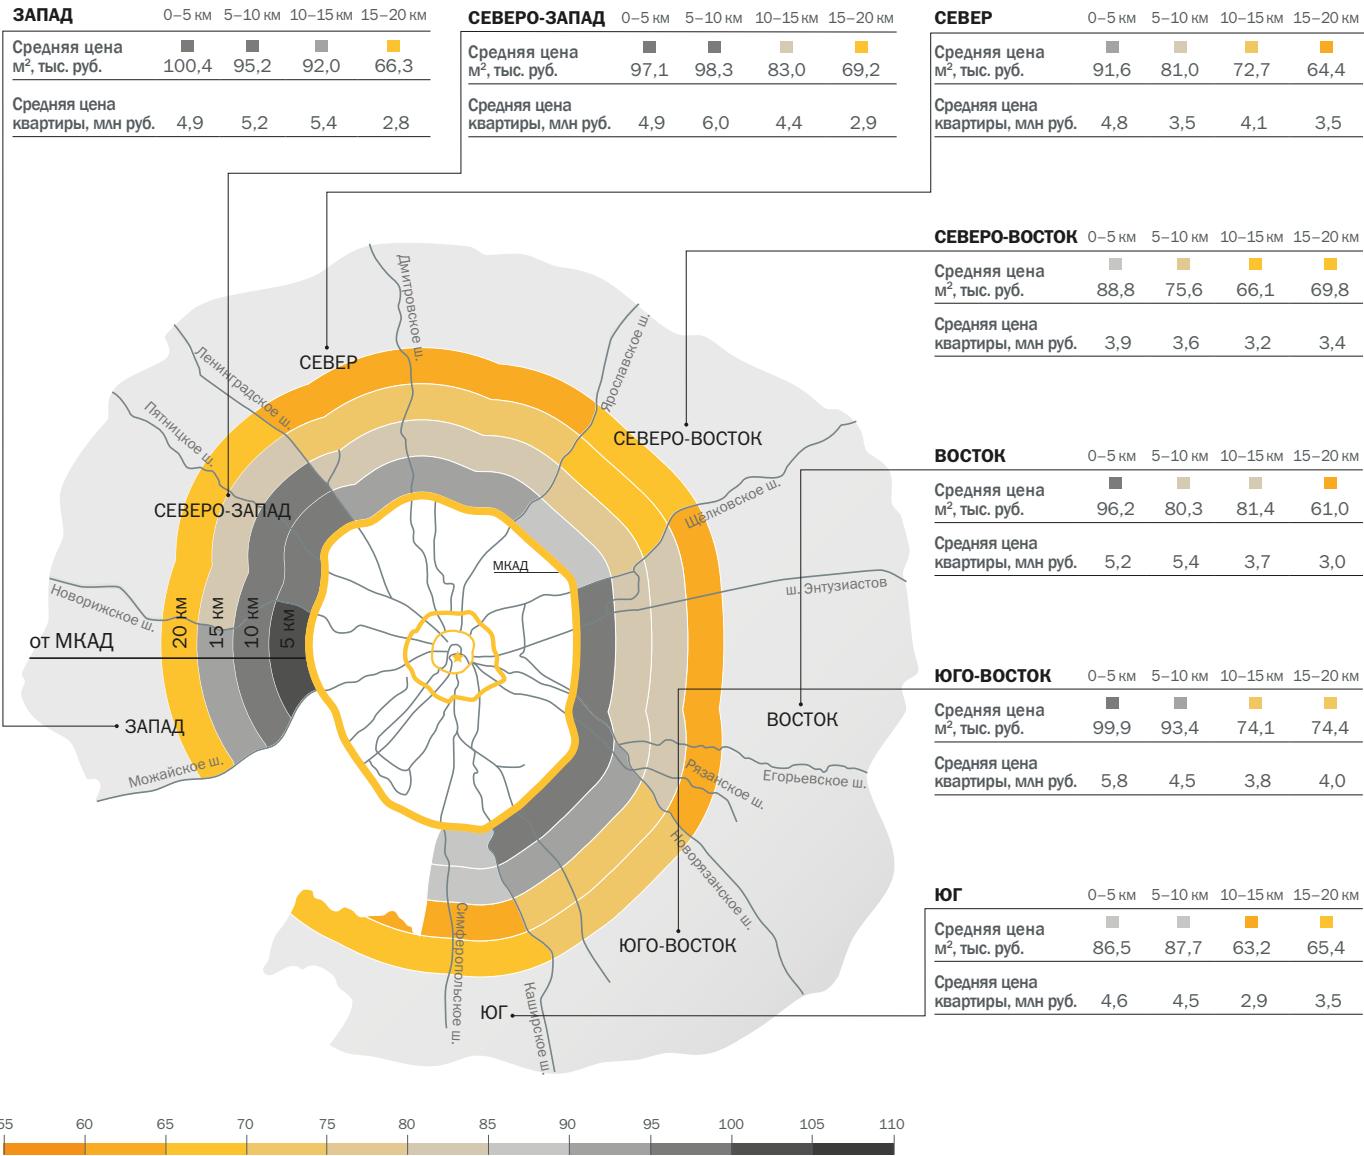 ЗАПАД 0–5 км 5–10 км 10–15 км 15–20 км
Средняя цена
м², тыс. руб. 100,4 95,2 92,0 66,3
Средняя цена
квартиры, млн руб. 4,9 5,2 5,4 2,8
СЕВЕРО-ЗАПАД 0–5 км 5–10 км 10–15 км 15–20 км
Средняя цена
м², тыс. руб. 97,1 98,3 83,0 69,2
Средняя цена
квартиры, млн руб. 4,9 6,0 4,4 2,9
СЕВЕР 0–5 км 5–10 км 10–15 км 15–20 км
Средняя цена
м², тыс. руб. 91,6 81,0 72,7 64,4
Средняя цена
квартиры, млн руб. 4,8 3,5 4,1 3,5
СЕВЕРО-ВОСТОК 0–5 км 5–10 км 10–15 км 15–20 км
Средняя цена
м², тыс. руб. 88,8 75,6 66,1 69,8
Средняя цена
квартиры, млн руб. 3,9 3,6 3,2 3,4
ВОСТОК 0–5 км 5–10 км 10–15 км 15–20 км
Средняя цена
м², тыс. руб. 96,2 80,3 81,4 61,0
Средняя цена
квартиры, млн руб. 5,2 5,4 3,7 3,0
ЮГО-ВОСТОК 0–5 км 5–10 км 10–15 км 15–20 км
Средняя цена
м², тыс. руб. 99,9 93,4 74,1 74,4
Средняя цена
квартиры, млн руб. 5,8 4,5 3,8 4,0
ЮГ 0–5 км 5–10 км 10–15 км 15–20 км
Средняя цена
м², тыс. руб. 86,5 87,7 63,2 65,4
Средняя цена
квартиры, млн руб. 4,6 4,5 2,9 3,5
Дмитровское ш.
Ярославское ш.
Ленинградское ш.
СЕВЕР
Пятницкое ш.
СЕВЕРО-ВОСТОК
Щёлковское ш.
СЕВЕРО-ЗАПАД
МКАД
ш. Энтузиастов
Новорижское ш.
20 км
15 км
10 км
5 км
от МКАД
ЗАПАД
ВОСТОК
Можайское ш.
Рязанское ш.
Егорьевское ш.
Новорязанское ш.
ЮГО-ВОСТОК
Симферопольское ш.
Каширское ш.
ЮГ
55 60 65 70 75 80 85 90 95 100 105 110